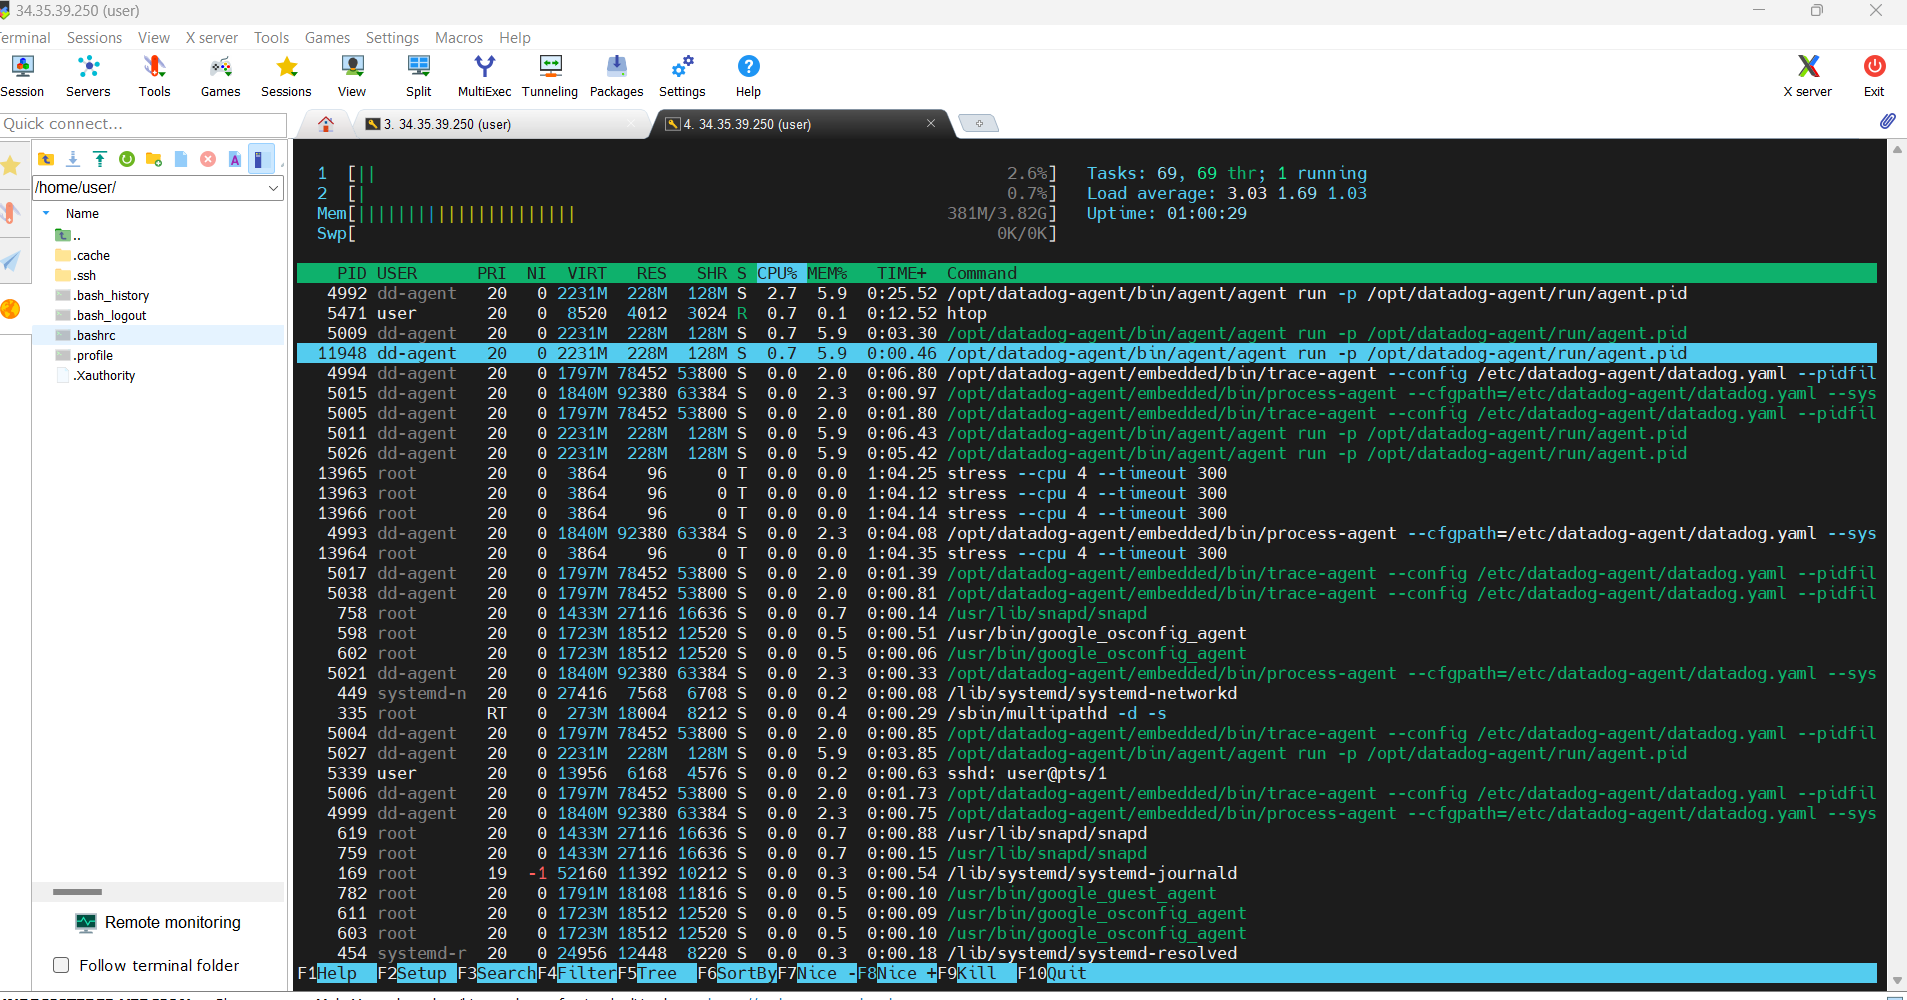 34.35.39.250 (user)
Terminal Sessions View X server Tools Games Settings Macros Help
Session Servers Tools Games Sessions View Split MultiExec Tunneling Packages Settings Help X server Exit
Quick connect...
3. 34.35.39.250 (user)
4. 34.35.39.250 (user)
/home/user/
Name
..
.cache
.ssh
.bash_history
.bash_logout
.bashrc
.profile
.Xauthority
Remote monitoring
Follow terminal folder
1 [|| 2.6%] Tasks: 69, 69 thr; 1 running
2 [| 0.7%] Load average: 3.03 1.69 1.03
Mem[|||||||||||||||||||||| 381M/3.82G] Uptime: 01:00:29
Swp[ 0K/0K]
PID USER PRI NI VIRT RES SHR S CPU% MEM% TIME+ Command
4992 dd-agent 20 0 2231M 228M 128M S 2.7 5.9 0:25.52 /opt/datadog-agent/bin/agent/agent run -p /opt/datadog-agent/run/agent.pid
5471 user 20 0 8520 4012 3024 R 0.7 0.1 0:12.52 htop
5009 dd-agent 20 0 2231M 228M 128M S 0.7 5.9 0:03.30 /opt/datadog-agent/bin/agent/agent run -p /opt/datadog-agent/run/agent.pid
11948 dd-agent 20 0 2231M 228M 128M S 0.7 5.9 0:00.46 /opt/datadog-agent/bin/agent/agent run -p /opt/datadog-agent/run/agent.pid
4994 dd-agent 20 0 1797M 78452 53800 S 0.0 2.0 0:06.80 /opt/datadog-agent/embedded/bin/trace-agent --config /etc/datadog-agent/datadog.yaml --pidfil
5015 dd-agent 20 0 1840M 92380 63384 S 0.0 2.3 0:00.97 /opt/datadog-agent/embedded/bin/process-agent --cfgpath=/etc/datadog-agent/datadog.yaml --sys
5005 dd-agent 20 0 1797M 78452 53800 S 0.0 2.0 0:01.80 /opt/datadog-agent/embedded/bin/trace-agent --config /etc/datadog-agent/datadog.yaml --pidfil
5011 dd-agent 20 0 2231M 228M 128M S 0.0 5.9 0:06.43 /opt/datadog-agent/bin/agent/agent run -p /opt/datadog-agent/run/agent.pid
5026 dd-agent 20 0 2231M 228M 128M S 0.0 5.9 0:05.42 /opt/datadog-agent/bin/agent/agent run -p /opt/datadog-agent/run/agent.pid
13965 root 20 0 3864 96 0 T 0.0 0.0 1:04.25 stress --cpu 4 --timeout 300
13963 root 20 0 3864 96 0 T 0.0 0.0 1:04.12 stress --cpu 4 --timeout 300
13966 root 20 0 3864 96 0 T 0.0 0.0 1:04.14 stress --cpu 4 --timeout 300
4993 dd-agent 20 0 1840M 92380 63384 S 0.0 2.3 0:04.08 /opt/datadog-agent/embedded/bin/process-agent --cfgpath=/etc/datadog-agent/datadog.yaml --sys
13964 root 20 0 3864 96 0 T 0.0 0.0 1:04.35 stress --cpu 4 --timeout 300
5017 dd-agent 20 0 1797M 78452 53800 S 0.0 2.0 0:01.39 /opt/datadog-agent/embedded/bin/trace-agent --config /etc/datadog-agent/datadog.yaml --pidfil
5038 dd-agent 20 0 1797M 78452 53800 S 0.0 2.0 0:00.81 /opt/datadog-agent/embedded/bin/trace-agent --config /etc/datadog-agent/datadog.yaml --pidfil
758 root 20 0 1433M 27116 16636 S 0.0 0.7 0:00.14 /usr/lib/snapd/snapd
598 root 20 0 1723M 18512 12520 S 0.0 0.5 0:00.51 /usr/bin/google_osconfig_agent
602 root 20 0 1723M 18512 12520 S 0.0 0.5 0:00.06 /usr/bin/google_osconfig_agent
5021 dd-agent 20 0 1840M 92380 63384 S 0.0 2.3 0:00.33 /opt/datadog-agent/embedded/bin/process-agent --cfgpath=/etc/datadog-agent/datadog.yaml --sys
449 systemd-n 20 0 27416 7568 6708 S 0.0 0.2 0:00.08 /lib/systemd/systemd-networkd
335 root RT 0 273M 18004 8212 S 0.0 0.4 0:00.29 /sbin/multipathd -d -s
5004 dd-agent 20 0 1797M 78452 53800 S 0.0 2.0 0:00.85 /opt/datadog-agent/embedded/bin/trace-agent --config /etc/datadog-agent/datadog.yaml --pidfil
5027 dd-agent 20 0 2231M 228M 128M S 0.0 5.9 0:03.85 /opt/datadog-agent/bin/agent/agent run -p /opt/datadog-agent/run/agent.pid
5339 user 20 0 13956 6168 4576 S 0.0 0.2 0:00.63 sshd: user@pts/1
5006 dd-agent 20 0 1797M 78452 53800 S 0.0 2.0 0:01.73 /opt/datadog-agent/embedded/bin/trace-agent --config /etc/datadog-agent/datadog.yaml --pidfil
4999 dd-agent 20 0 1840M 92380 63384 S 0.0 2.3 0:00.75 /opt/datadog-agent/embedded/bin/process-agent --cfgpath=/etc/datadog-agent/datadog.yaml --sys
619 root 20 0 1433M 27116 16636 S 0.0 0.7 0:00.88 /usr/lib/snapd/snapd
759 root 20 0 1433M 27116 16636 S 0.0 0.7 0:00.15 /usr/lib/snapd/snapd
169 root 19 -1 52160 11392 10212 S 0.0 0.3 0:00.54 /lib/systemd/systemd-journald
782 root 20 0 1791M 18108 11816 S 0.0 0.5 0:00.10 /usr/bin/google_guest_agent
611 root 20 0 1723M 18512 12520 S 0.0 0.5 0:00.09 /usr/bin/google_osconfig_agent
603 root 20 0 1723M 18512 12520 S 0.0 0.5 0:00.10 /usr/bin/google_osconfig_agent
454 systemd-r 20 0 24956 12448 8220 S 0.0 0.3 0:00.18 /lib/systemd/systemd-resolved
F1Help F2Setup F3SearchF4FilterF5Tree F6SortByF7Nice -F8Nice +F9Kill F10Quit